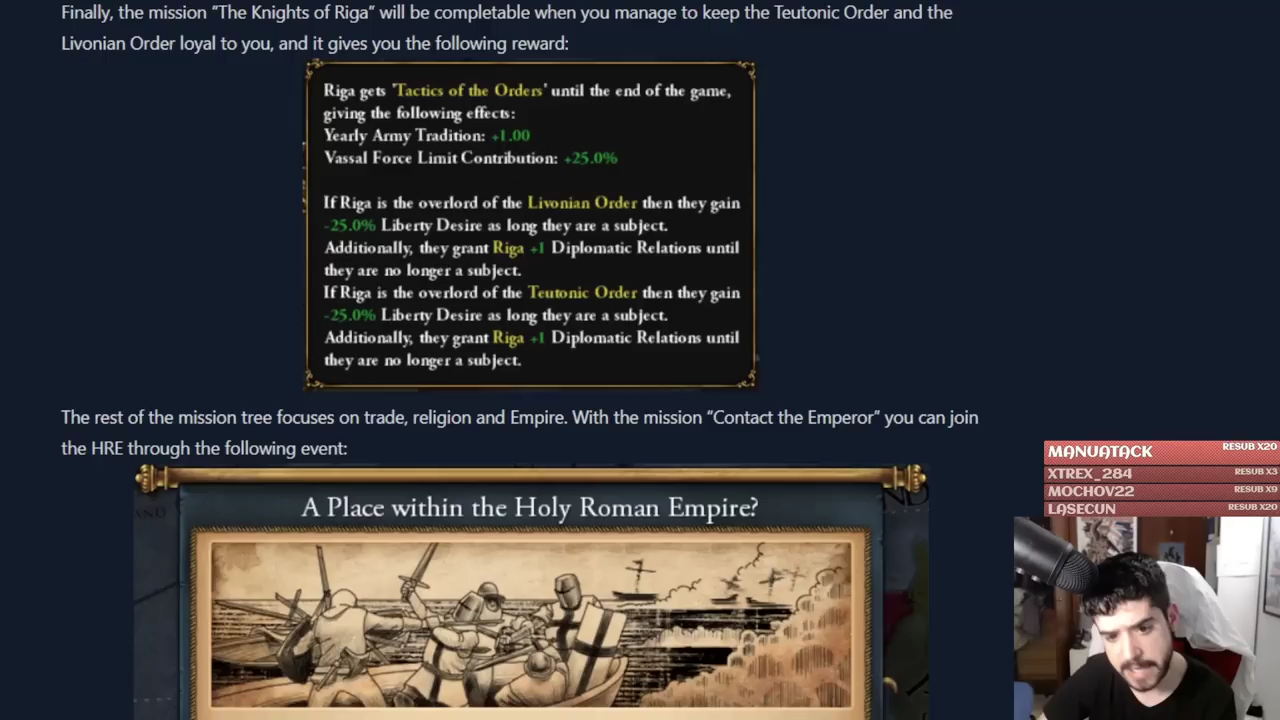 Finally, the mission "The Knights of Riga" will be completable when you manage to keep the Teutonic Order and the
Livonian Order loyal to you, and it gives you the following reward:
Riga gets 'Tactics of the Orders' until the end of the game,
giving the following effects:
Yearly Army Tradition: +1.00
Vassal Force Limit Contribution: +25.0%
If Riga is the overlord of the Livonian Order then they gain
-25.0% Liberty Desire as long they are a subject.
Additionally, they grant Riga +1 Diplomatic Relations until
they are no longer a subject.
If Riga is the overlord of the Teutonic Order then they gain
-25.0% Liberty Desire as long they are a subject.
Additionally, they grant Riga +1 Diplomatic Relations until
they are no longer a subject.
The rest of the mission tree focuses on trade, religion and Empire. With the mission "Contact the Emperor" you can join
the HRE through the following event:
A Place within the Holy Roman Empire?
MANUATACK RESUB X20
XTREX_284 RESUB X3
MOCHOV22 RESUB X9
LASECUN RESUB X20